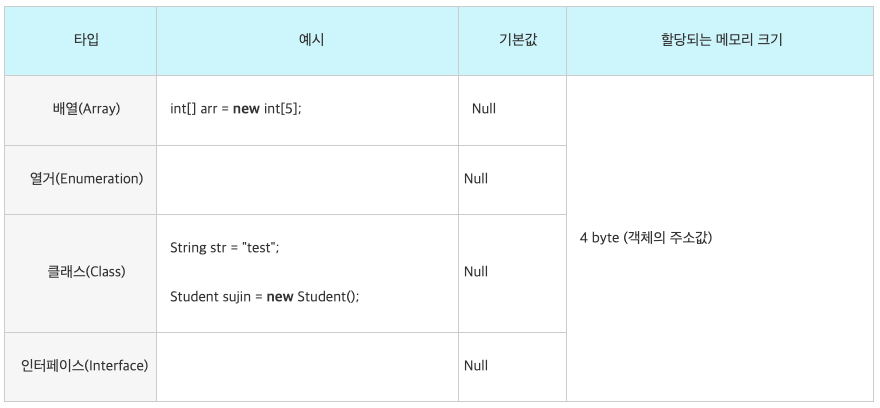 타입 예시 기본값 할당되는 메모리 크기
배열(Array) int[] arr = new int[5]; Null
열거(Enumeration) Null
4 byte (객체의 주소값)
클래스(Class) String str = "test"; Null
Student sujin = new Student();
인터페이스(Interface) Null